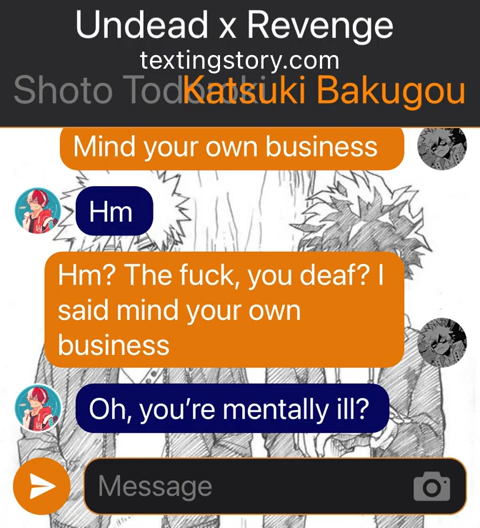 Undead x Revenge
textingstory.com
Shoto Todoroki Katsuki Bakugou
Mind your own business
Hm
Hm? The fuck, you deaf? I
said mind your own
business
Oh, you’re mentally ill?
Message